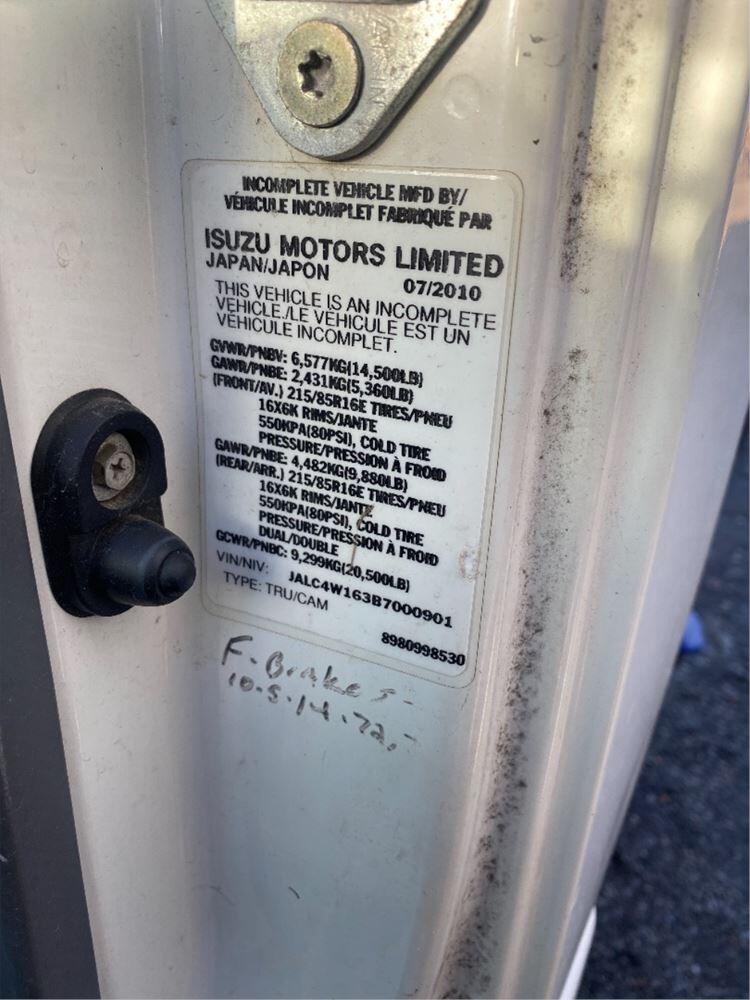 INCOMPLETE VEHICLE MFD BY/
VÉHICULE INCOMPLET FABRIQUÉ PAR
ISUZU MOTORS LIMITED
JAPAN/JAPON 07/2010
THIS VEHICLE IS AN INCOMPLETE
VEHICLE./LE VÉHICULE EST UN
VÉHICULE INCOMPLET.
GVWR/PNBV: 6,577KG(14,500LB)
GAWR/PNBE: 2,431KG(5,360LB)
(FRONT/AV.) 215/85R16E TIRES/PNEU
16X6K RIMS/JANTE
550KPA(80PSI), COLD TIRE
PRESSURE/PRESSION À FROID
GAWR/PNBE: 4,482KG(9,880LB)
(REAR/ARR.) 215/85R16E TIRES/PNEU
16X6K RIMS/JANTE
550KPA(80PSI), COLD TIRE
PRESSURE/PRESSION À FROID
DUAL/DOUBLE
GCWR/PNBC: 9,299KG(20,500LB)
VIN/NIV: JALC4W163B7000901
TYPE: TRU/CAM
8980998530
F-Brakes-
10-5-14-72,